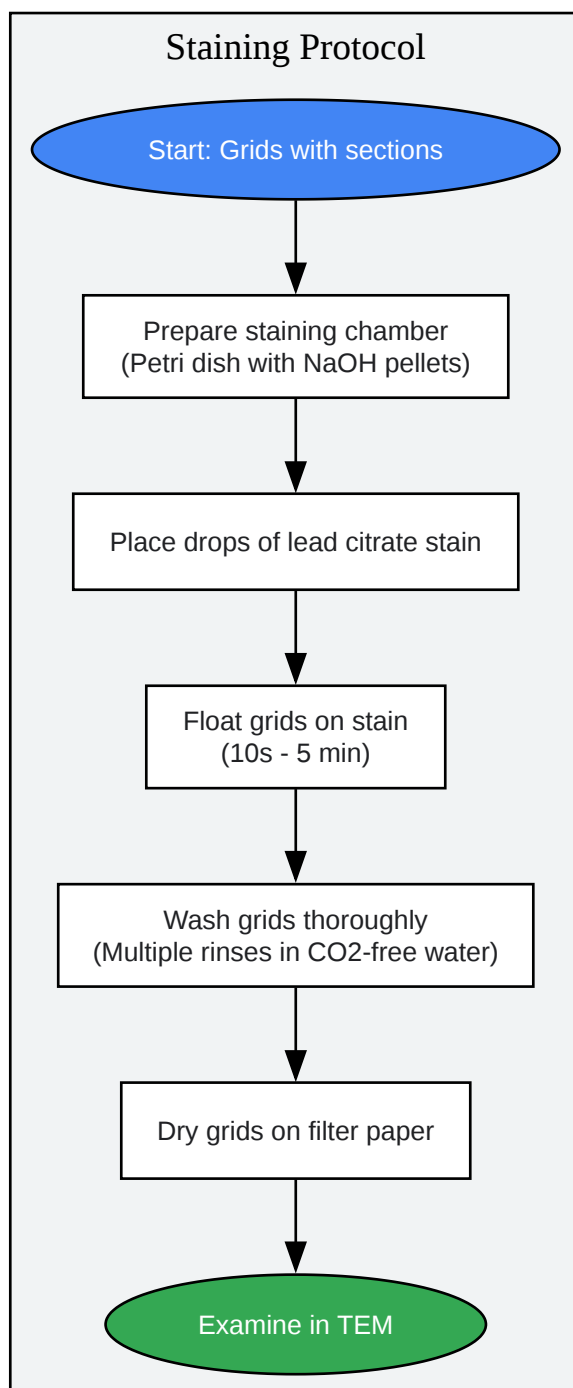 Staining Protocol
Start: Grids with sections
Prepare staining chamber
(Petri dish with NaOH pellets)
Place drops of lead citrate stain
Float grids on stain
(10s - 5 min)
Wash grids thoroughly
(Multiple rinses in CO2-free water)
Dry grids on filter paper
Examine in TEM